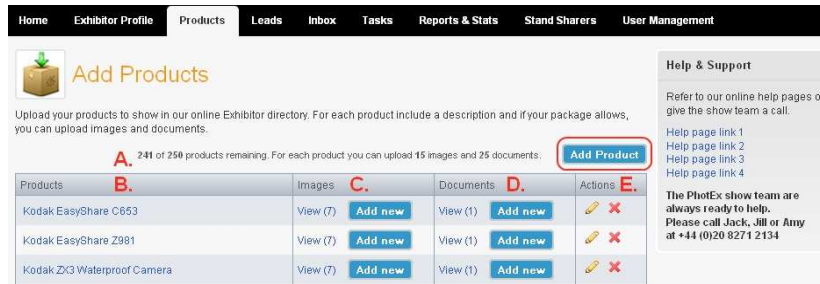 Home Exhibitor Profile Products Leads Inbox Tasks Reports & Stats Stand Sharers User Management
Add Products
Upload your products to show in our online Exhibitor directory. For each product include a description and if your package allows,
you can upload images and documents.
A. 241 of 250 products remaining. For each product you can upload 15 images and 25 documents. Add Product
Products B. Images C. Documents D. Actions E.
Kodak EasyShare C653 View (7) Add new View (1) Add new
Kodak EasyShare Z981 View (7) Add new View (1) Add new
Kodak ZX3 Waterproof Camera View (7) Add new View (1) Add new
Help & Support
Refer to our online help pages o
give the show team a call.
Help page link 1
Help page link 2
Help page link 3
Help page link 4
The PhotEx show team are
always ready to help.
Please call Jack, Jill or Amy
at +44 (0)20 8271 2134